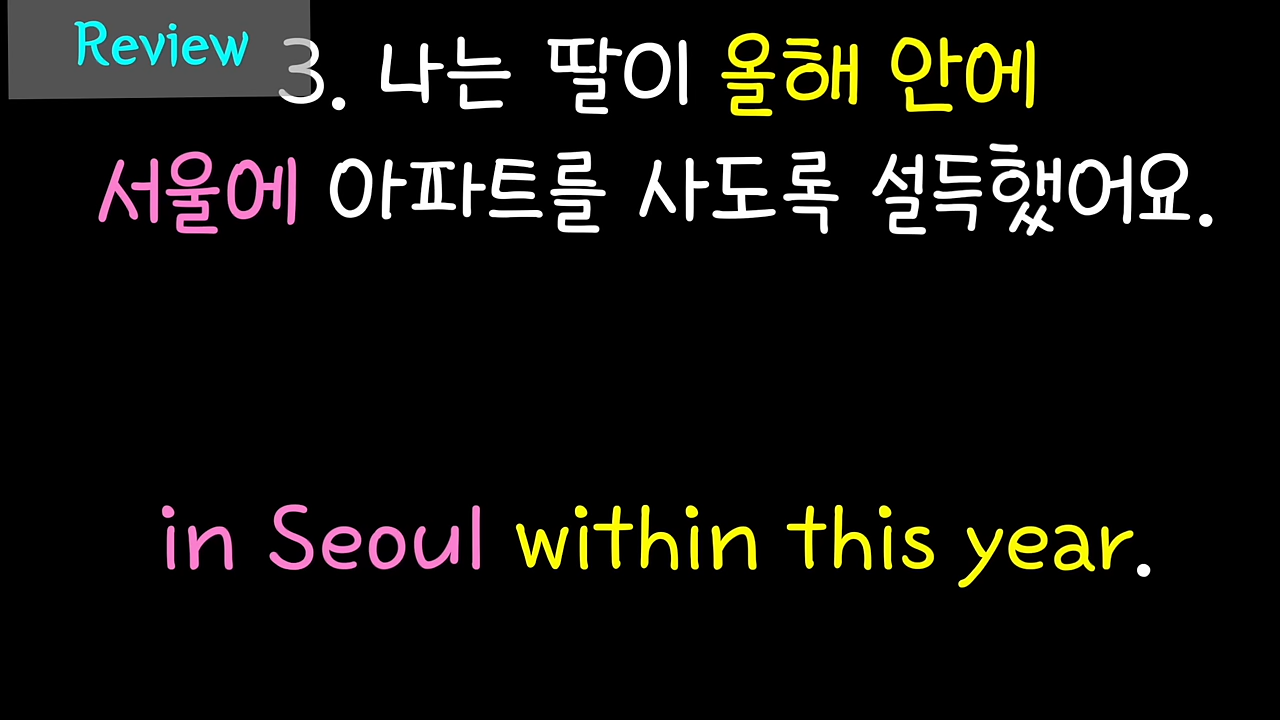 Review
3. 나는 딸이 올해 안에
서울에 아파트를 사도록 설득했어요.
in Seoul within this year.